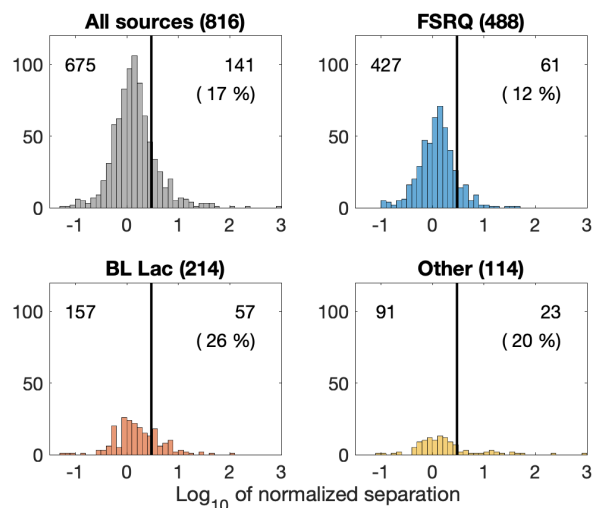 All sources (816)
100
50
0
675
141
( 17 %)
-1 0 1 2 3
FSRQ (488)
100
50
0
427
61
( 12 %)
-1 0 1 2 3
BL Lac (214)
100
50
0
157
57
( 26 %)
-1 0 1 2 3
Other (114)
100
50
0
91
23
( 20 %)
-1 0 1 2 3
Log10 of normalized separation